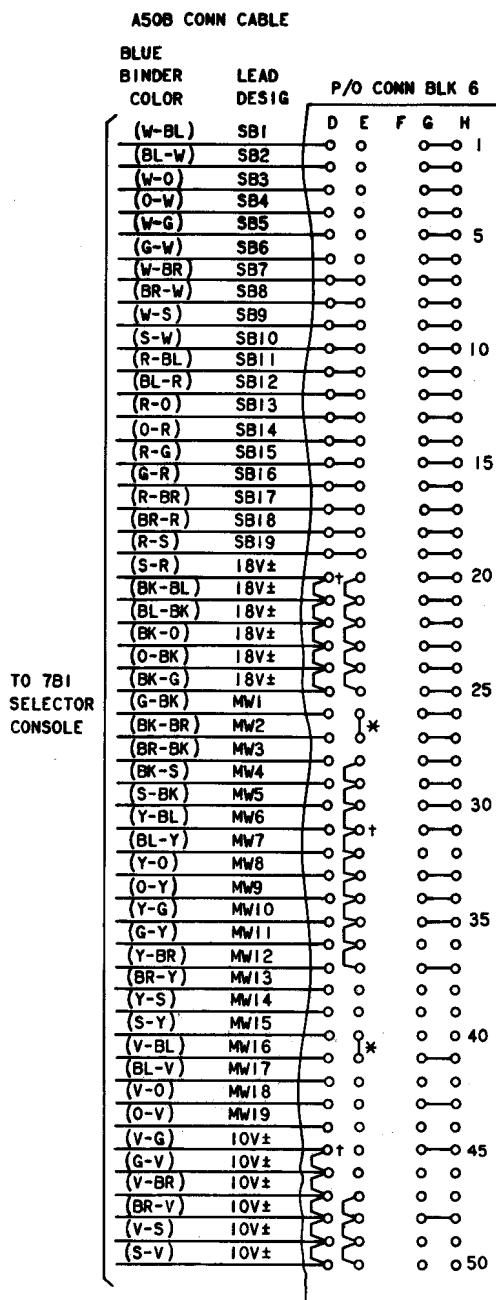 A50B CONN CABLE
BLUE
BINDER LEAD
COLOR DESIG P/O CONN BLK 6
D E F G H
(W-BL) SB1 1
(BL-W) SB2
(W-O) SB3
(O-W) SB4
(W-G) SB5 5
(G-W) SB6
(W-BR) SB7
(BR-W) SB8
(W-S) SB9
(S-W) SB10 10
(R-BL) SB11
(BL-R) SB12
(R-O) SB13
(O-R) SB14
(R-G) SB15 15
(G-R) SB16
(R-BR) SB17
(BR-R) SB18
(R-S) SB19
(S-R) 18V± † 20
(BK-BL) 18V±
(BL-BK) 18V±
(BK-O) 18V±
(O-BK) 18V±
(BK-G) 18V± 25
TO 7B1
SELECTOR
CONSOLE
(G-BK) MW1
(BK-BR) MW2 *
(BR-BK) MW3
(BK-S) MW4
(S-BK) MW5 30
(Y-BL) MW6 †
(BL-Y) MW7
(Y-O) MW8
(O-Y) MW9
(Y-G) MW10 35
(G-Y) MW11
(Y-BR) MW12
(BR-Y) MW13
(Y-S) MW14
(S-Y) MW15 40
(V-BL) MW16 *
(BL-V) MW17
(V-O) MW18
(O-V) MW19
(V-G) 10V± † 45
(G-V) 10V±
(V-BR) 10V±
(BR-V) 10V±
(V-S) 10V±
(S-V) 10V± 50